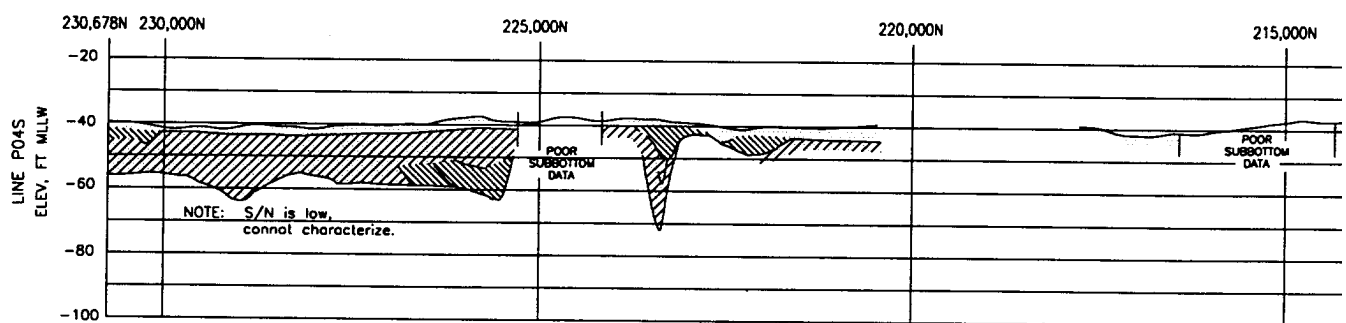 230,678N 230,000N 225,000N 220,000N 215,000N
-20
-40
-60
-80
-100
LINE P04S
ELEV, FT MLLW
POOR
SUBBOTTOM
DATA
POOR
SUBBOTTOM
DATA
NOTE: S/N is low,
cannot characterize.